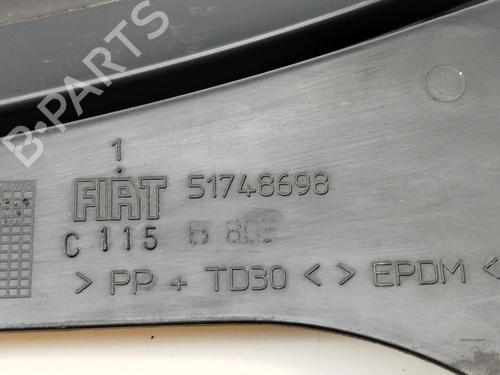 B-PARTS
1
FIAT 51748698
C 115
> PP + TD30 < > EPDM <